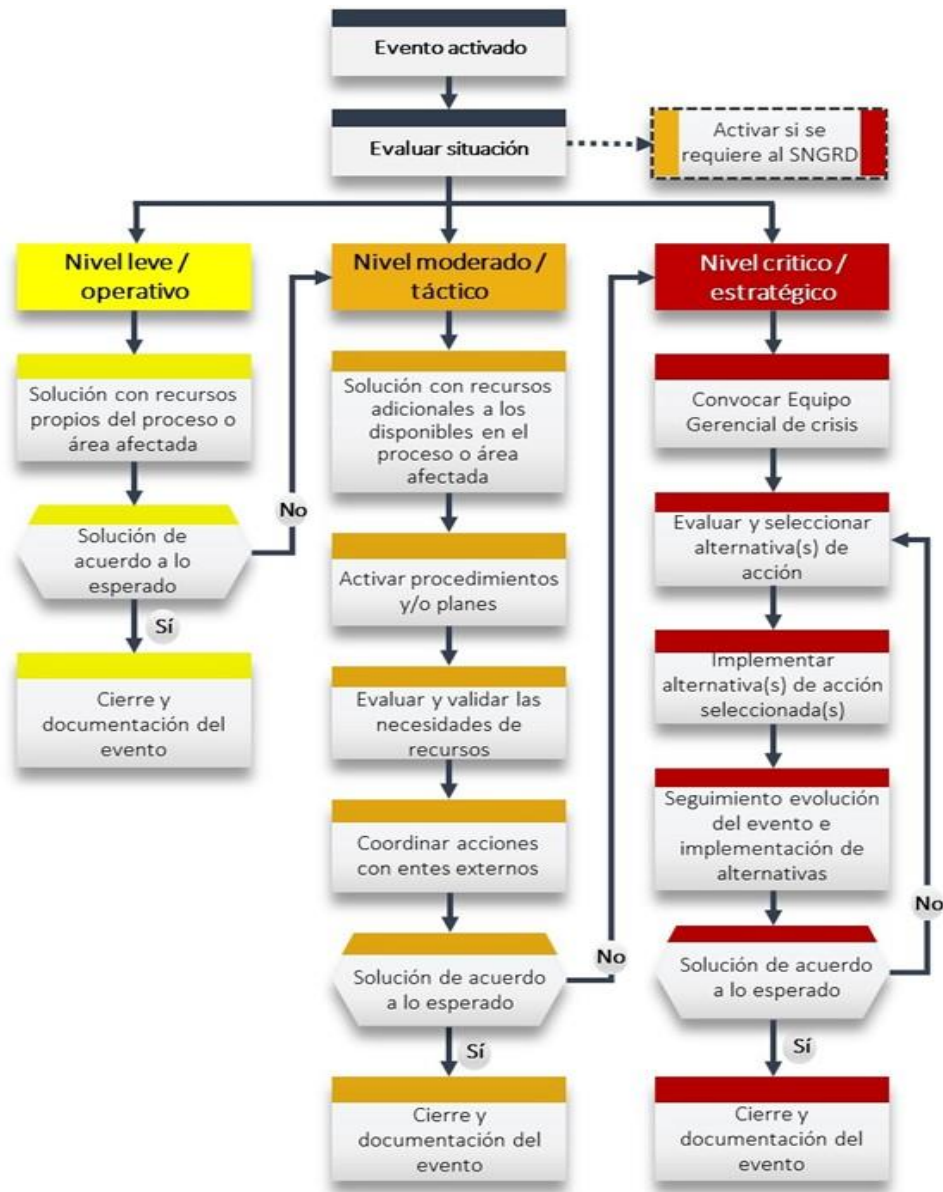 Evento activado
Evaluar situación
Activar si se
requiere al SNGRD
Nivel leve /
operativo
Solución con recursos
propios del proceso o
área afectada
Solución de
acuerdo a lo
esperado
No
Sí
Cierre y
documentación del
evento
Nivel moderado /
táctico
Solución con recursos
adicionales a los
disponibles en el
proceso o área
afectada
Activar procedimientos
y/o planes
Evaluar y validar las
necesidades de
recursos
Coordinar acciones
con entes externos
Solución de acuerdo
a lo esperado
No
Sí
Cierre y
documentación del
evento
Nivel critico /
estratégico
Convocar Equipo
Gerencial de crisis
Evaluar y seleccionar
alternativa(s) de
acción
Implementar
alternativa(s) de acción
seleccionada(s)
Seguimiento evolución
del evento e
implementación de
alternativas
Solución de acuerdo
a lo esperado
No
Sí
Cierre y
documentación del
evento